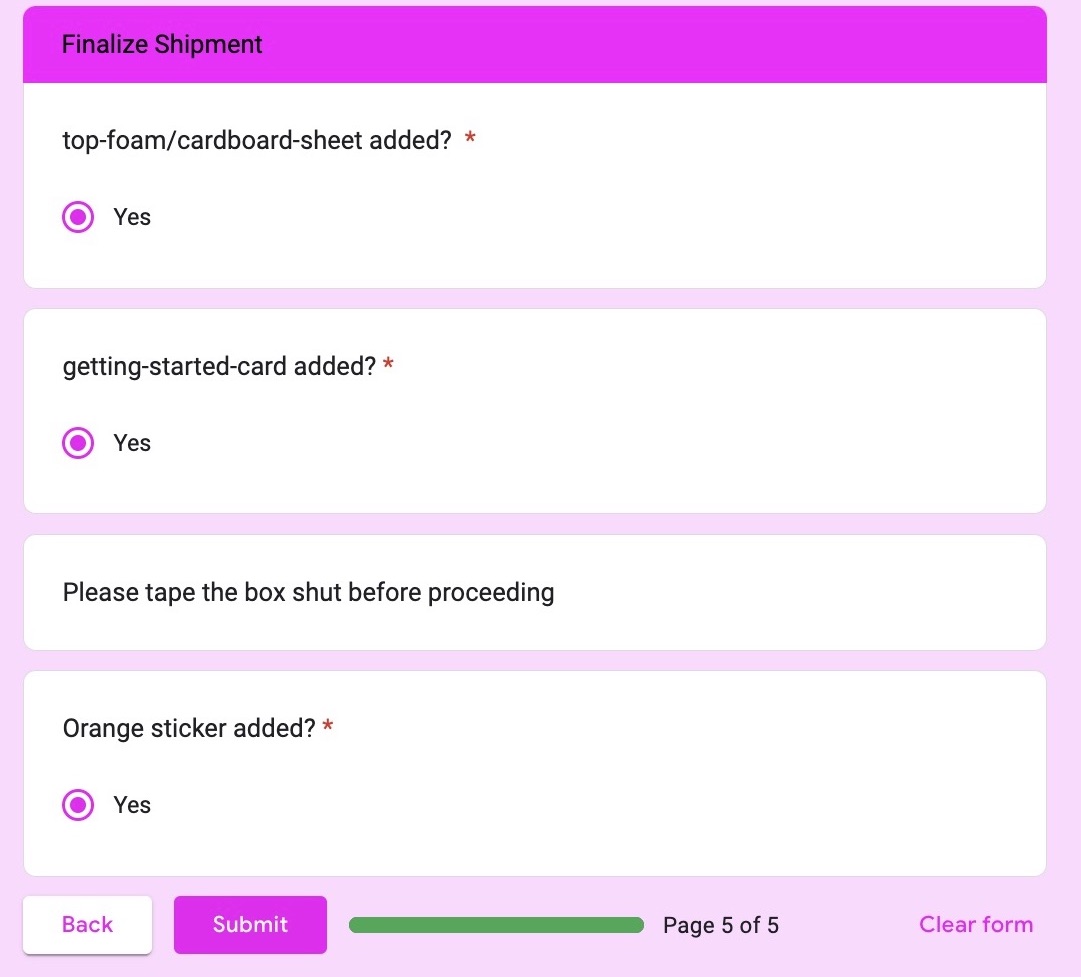 Finalize Shipment
top-foam/cardboard-sheet added? *
Yes
getting-started-card added? *
Yes
Please tape the box shut before proceeding
Orange sticker added? *
Yes
Back
Submit
Page 5 of 5
Clear form